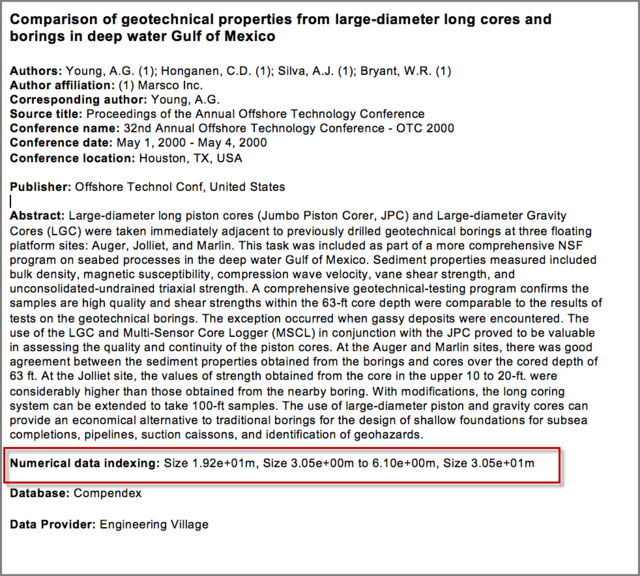 Comparison of geotechnical properties from large-diameter long cores and
borings in deep water Gulf of Mexico
Authors: Young, A.G. (1); Honganen, C.D. (1); Silva, A.J. (1); Bryant, W.R. (1)
Author affiliation: (1) Marsco Inc.
Corresponding author: Young, A.G.
Source title: Proceedings of the Annual Offshore Technology Conference
Conference name: 32nd Annual Offshore Technology Conference - OTC 2000
Conference date: May 1, 2000 - May 4, 2000
Conference location: Houston, TX, USA
Publisher: Offshore Technol Conf, United States
Abstract: Large-diameter long piston cores (Jumbo Piston Corer, JPC) and Large-diameter Gravity
Cores (LGC) were taken immediately adjacent to previously drilled geotechnical borings at three floating
platform sites: Auger, Jolliet, and Marlin. This task was included as part of a more comprehensive NSF
program on seabed processes in the deep water Gulf of Mexico. Sediment properties measured included
bulk density, magnetic susceptibility, compression wave velocity, vane shear strength, and
unconsolidated-undrained triaxial strength. A comprehensive geotechnical-testing program confirms the
samples are high quality and shear strengths within the 63-ft core depth were comparable to the results of
tests on the geotechnical borings. The exception occurred when gassy deposits were encountered. The
use of the LGC and Multi-Sensor Core Logger (MSCL) in conjunction with the JPC proved to be valuable
in assessing the quality and continuity of the piston cores. At the Auger and Marlin sites, there was good
agreement between the sediment properties obtained from the borings and cores over the cored depth of
63 ft. At the Jolliet site, the values of strength obtained from the core in the upper 10 to 20-ft. were
considerably higher than those obtained from the nearby boring. With modifications, the long coring
system can be extended to take 100-ft samples. The use of large-diameter piston and gravity cores can
provide an economical alternative to traditional borings for the design of shallow foundations for subsea
completions, pipelines, suction caissons, and identification of geohazards.
Numerical data indexing: Size 1.92e+01m, Size 3.05e+00m to 6.10e+00m, Size 3.05e+01m
Database: Compendex
Data Provider: Engineering Village